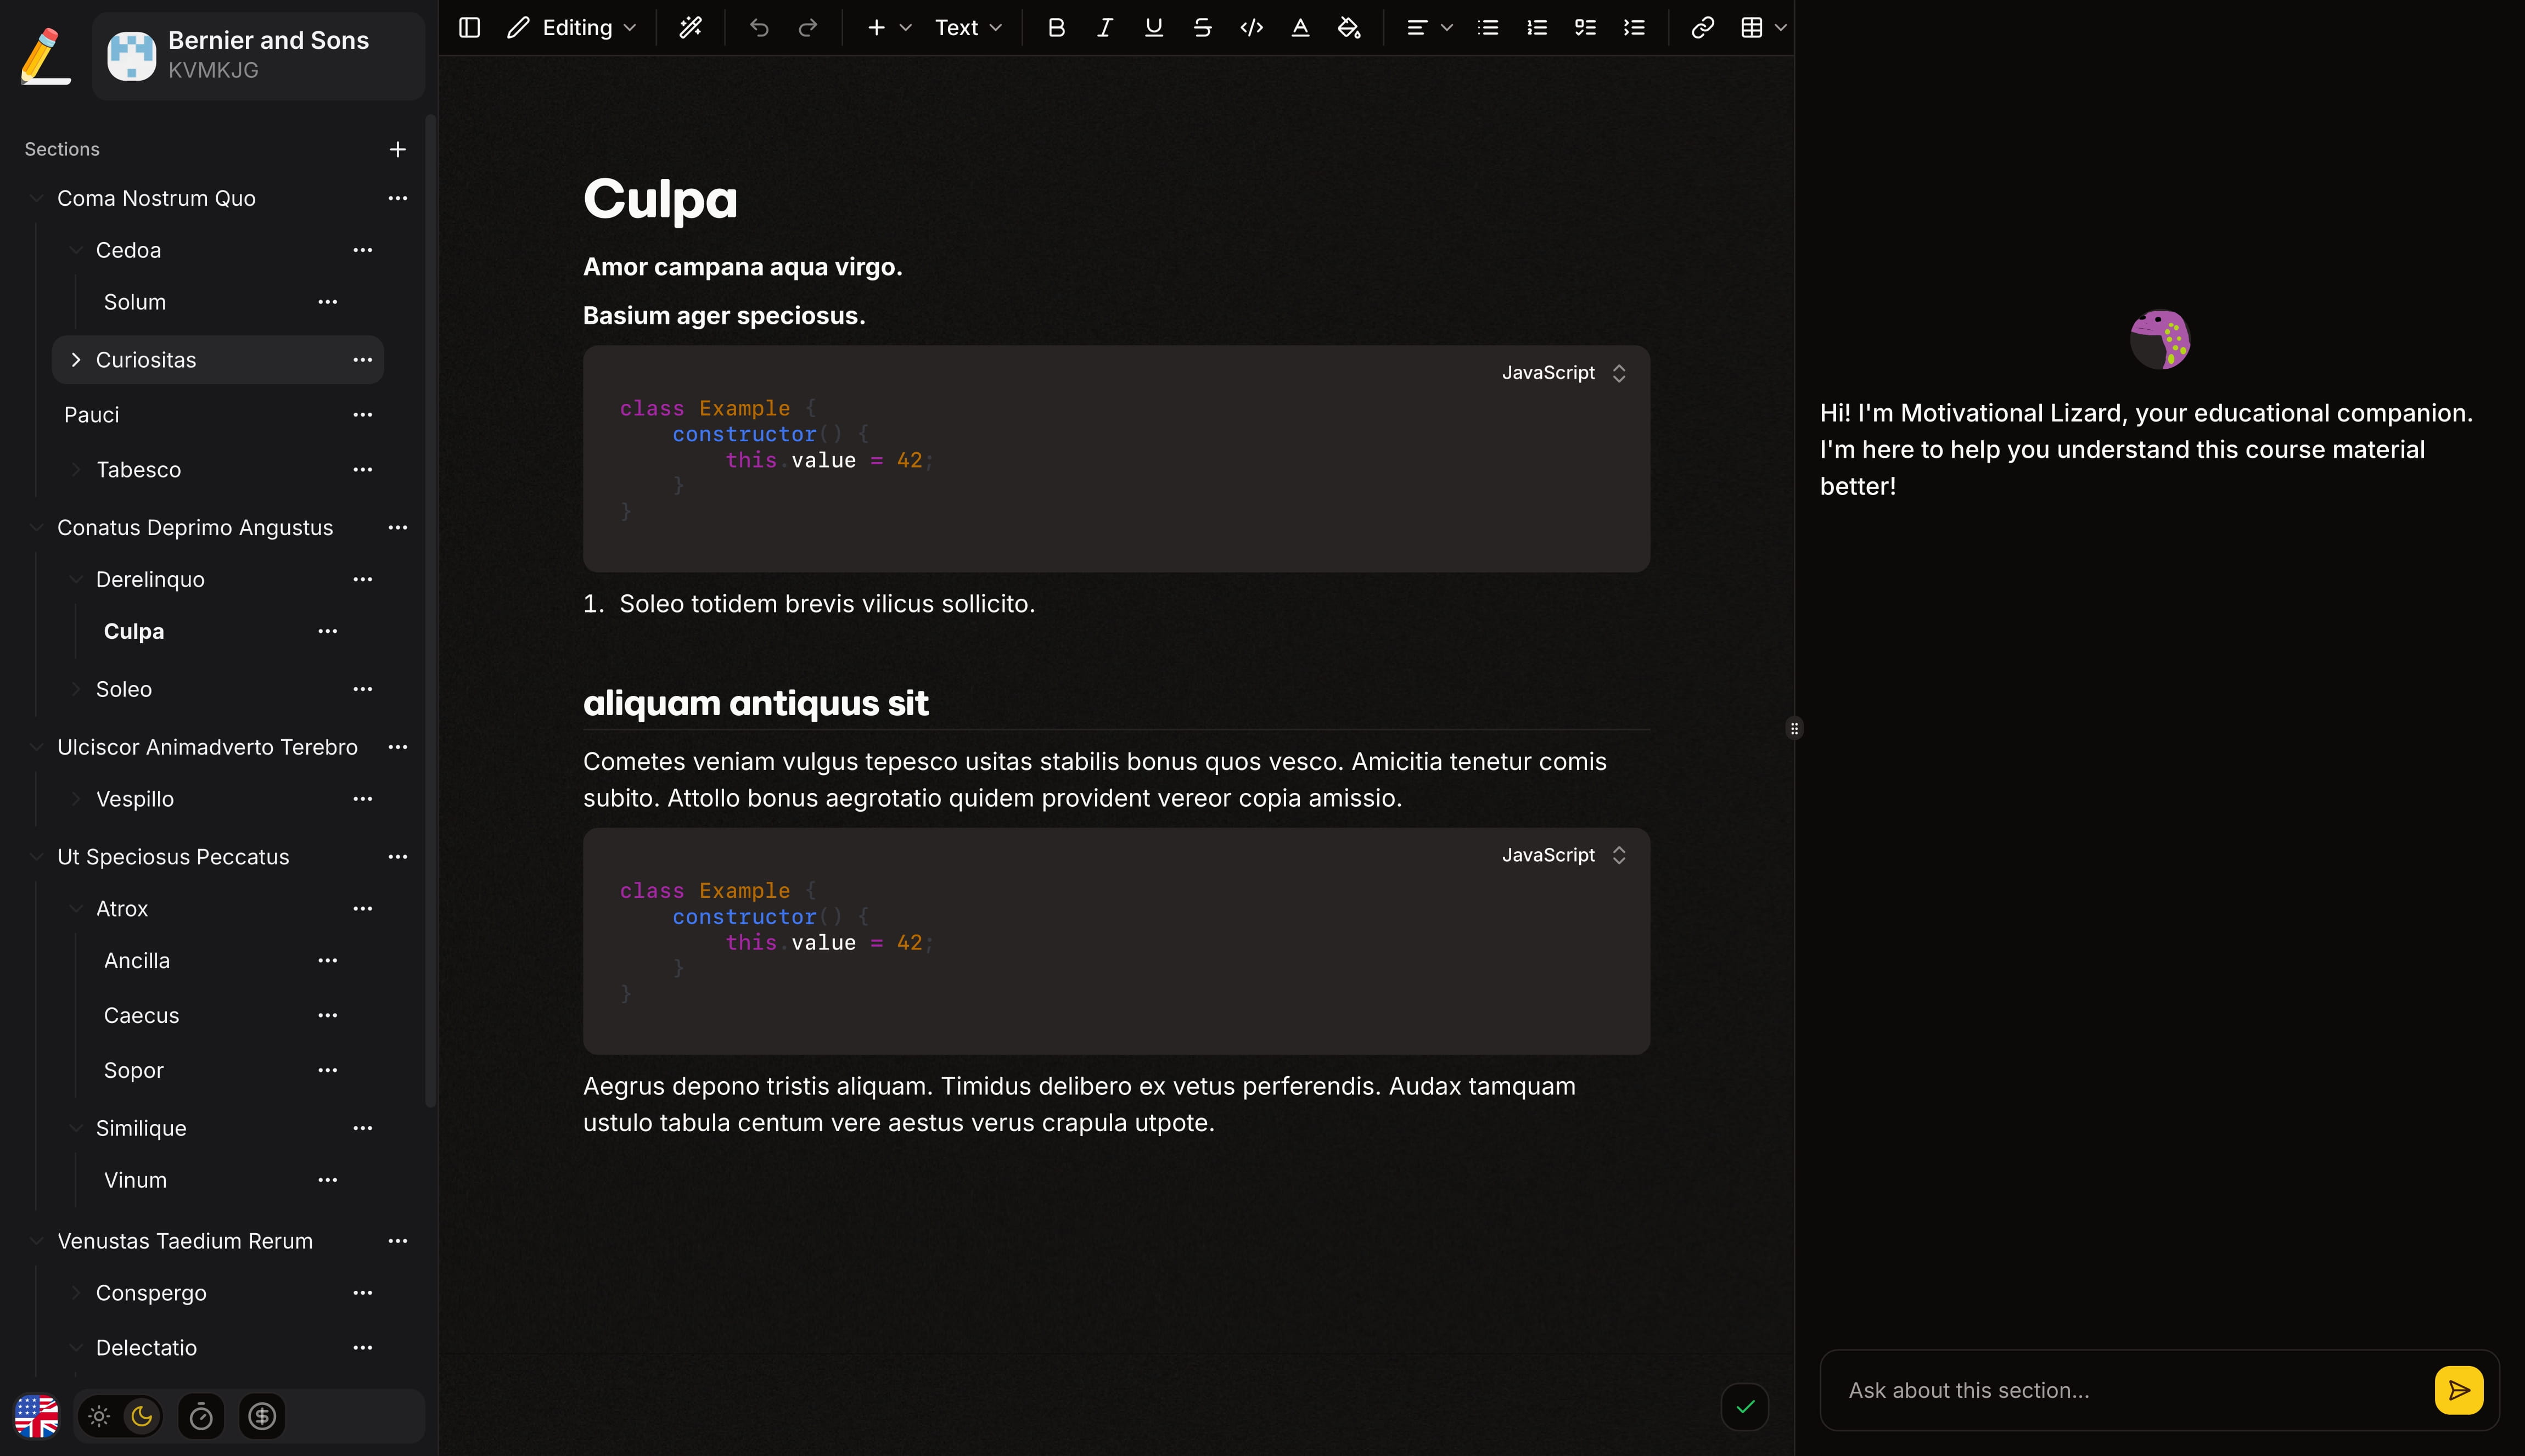 Bernier and Sons
KVMKJG
Sections
Coma Nostrum Quo
Cedoa
Solum
Curiositas
Pauci
Tabesco
Conatus Deprimo Angustus
Derelinquo
Culpa
Soleo
Ulciscor Animadverto Terebro
Vespillo
Ut Speciosus Peccatus
Atrox
Ancilla
Caecus
Sopor
Similique
Vinum
Venustas Taedium Rerum
Conspergo
Delectatio
Editing
Text
Culpa
Amor campana aqua virgo.
Basium ager speciosus.
JavaScript
class Example {
    constructor() {
        this.value = 42;
    }
}
1. Soleo totidem brevis vilicus sollicito.
aliquam antiquus sit
Cometes veniam vulgus tepesco usitas stabilis bonus quos vesco. Amicitia tenetur comis
subito. Attollo bonus aegrotatio quidem provident vereor copia amissio.
JavaScript
class Example {
    constructor() {
        this.value = 42;
    }
}
Aegrus depono tristis aliquam. Timidus delibero ex vetus perferendis. Audax tamquam
ustulo tabula centum vere aestus verus crapula utpote.
Hi! I'm Motivational Lizard, your educational companion.
I'm here to help you understand this course material
better!
Ask about this section...